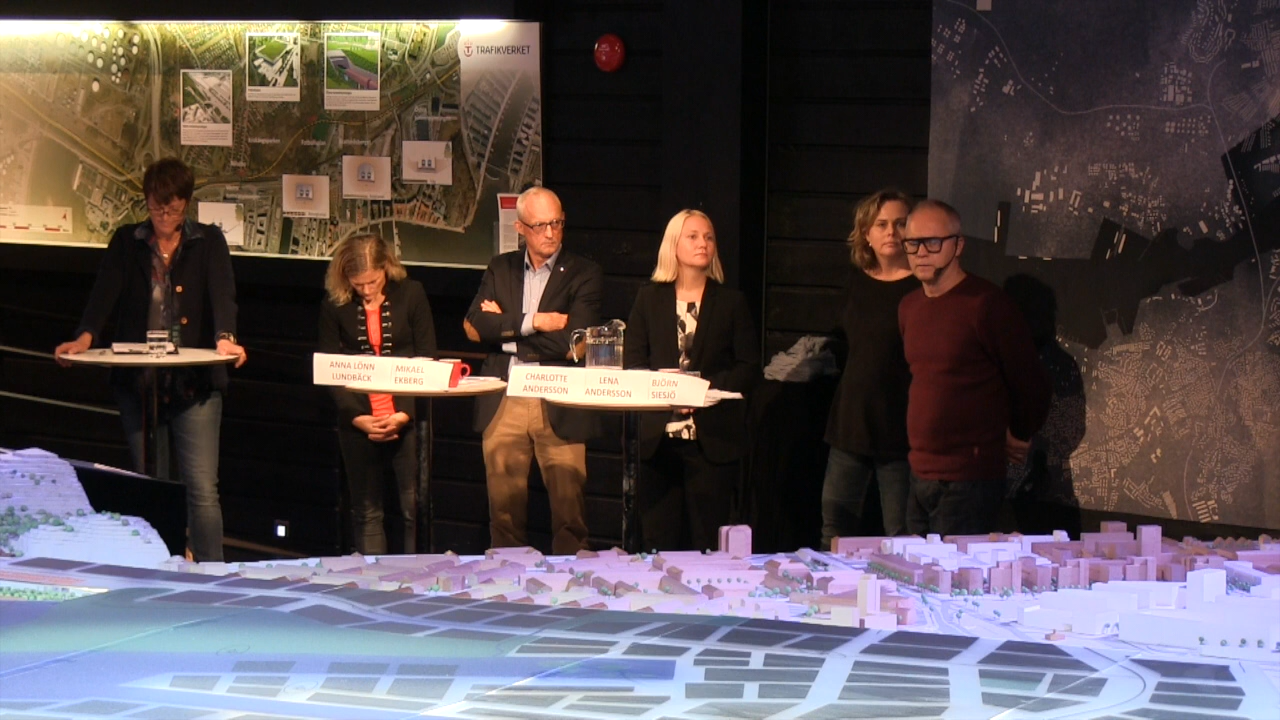 TRAFIKVERKET
ANNA LÖNN
LUNDBÄCK
MIKAEL
EKBERG
CHARLOTTE
ANDERSSON
LENA
ANDERSSON
BJÖRN
SIESJÖ